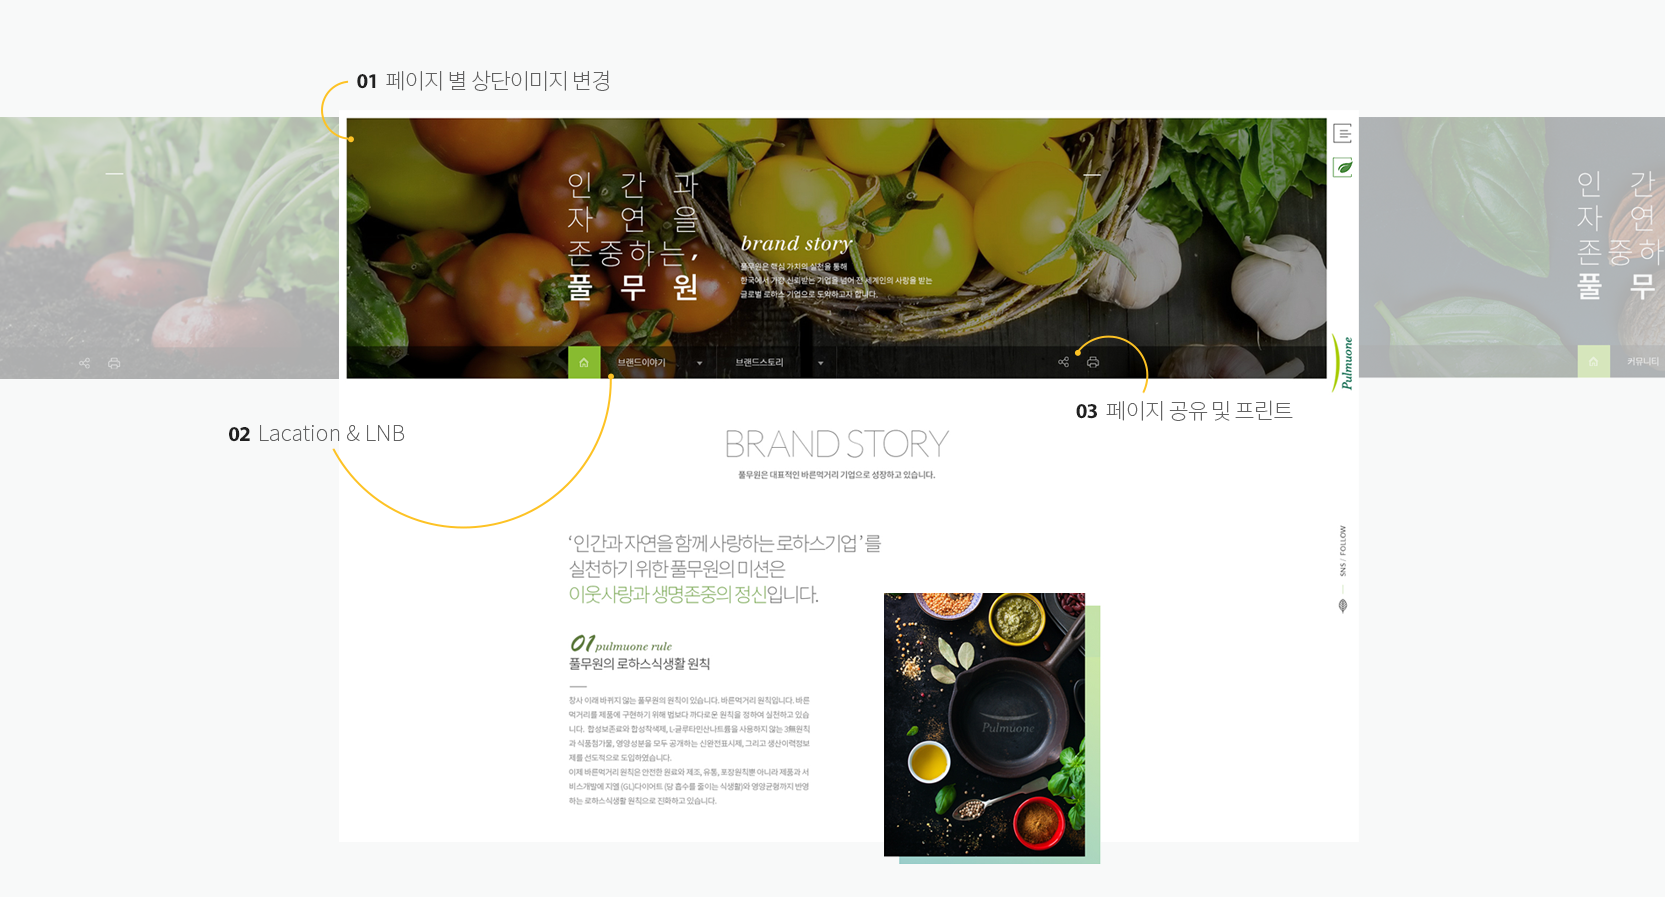 01 페이지 별 상단이미지 변경
인 간 과
자 연 을
존중하는,
풀 무 원
brand story
풀무원은 핵심 가치의 실천을 통해
한국에서 가장 신뢰받는 기업을 넘어 전 세계인의 사랑을 받는
글로벌 로하스 기업으로 도약하고자 합니다.
브랜드이야기
브랜드스토리
Pulmuone
인 간
자 연
존중하
풀 무
커뮤니티
02 Lacation & LNB
03 페이지 공유 및 프린트
BRAND STORY
풀무원은 대표적인 바른먹거리 기업으로 성장하고 있습니다.
SNS / FOLLOW
‘인간과 자연을 함께 사랑하는 로하스기업’를
실천하기 위한 풀무원의 미션은
이웃사랑과 생명존중의 정신입니다.
01 pulmuone rule
풀무원의 로하스식생활 원칙
창사 이래 바뀌지 않는 풀무원의 원칙이 있습니다. 바른먹거리 원칙입니다. 바른
먹거리를 제품에 구현하기 위해 법보다 까다로운 원칙을 정하여 실천하고 있습
니다. 합성보존료와 합성착색제, L-글루타민산나트륨을 사용하지 않는 3無원칙
과 식품첨가물, 영양성분을 모두 공개하는 신완전표시제, 그리고 생산이력정보
제를 선도적으로 도입하였습니다.
이제 바른먹거리 원칙은 안전한 원료와 제조, 유통, 포장원칙뿐 아니라 제품과 서
비스개발에 지엘 (GL)다이어트 (당 흡수를 줄이는 식생활)와 영양균형까지 반영
하는 로하스식생활 원칙으로 진화하고 있습니다.
Pulmuone